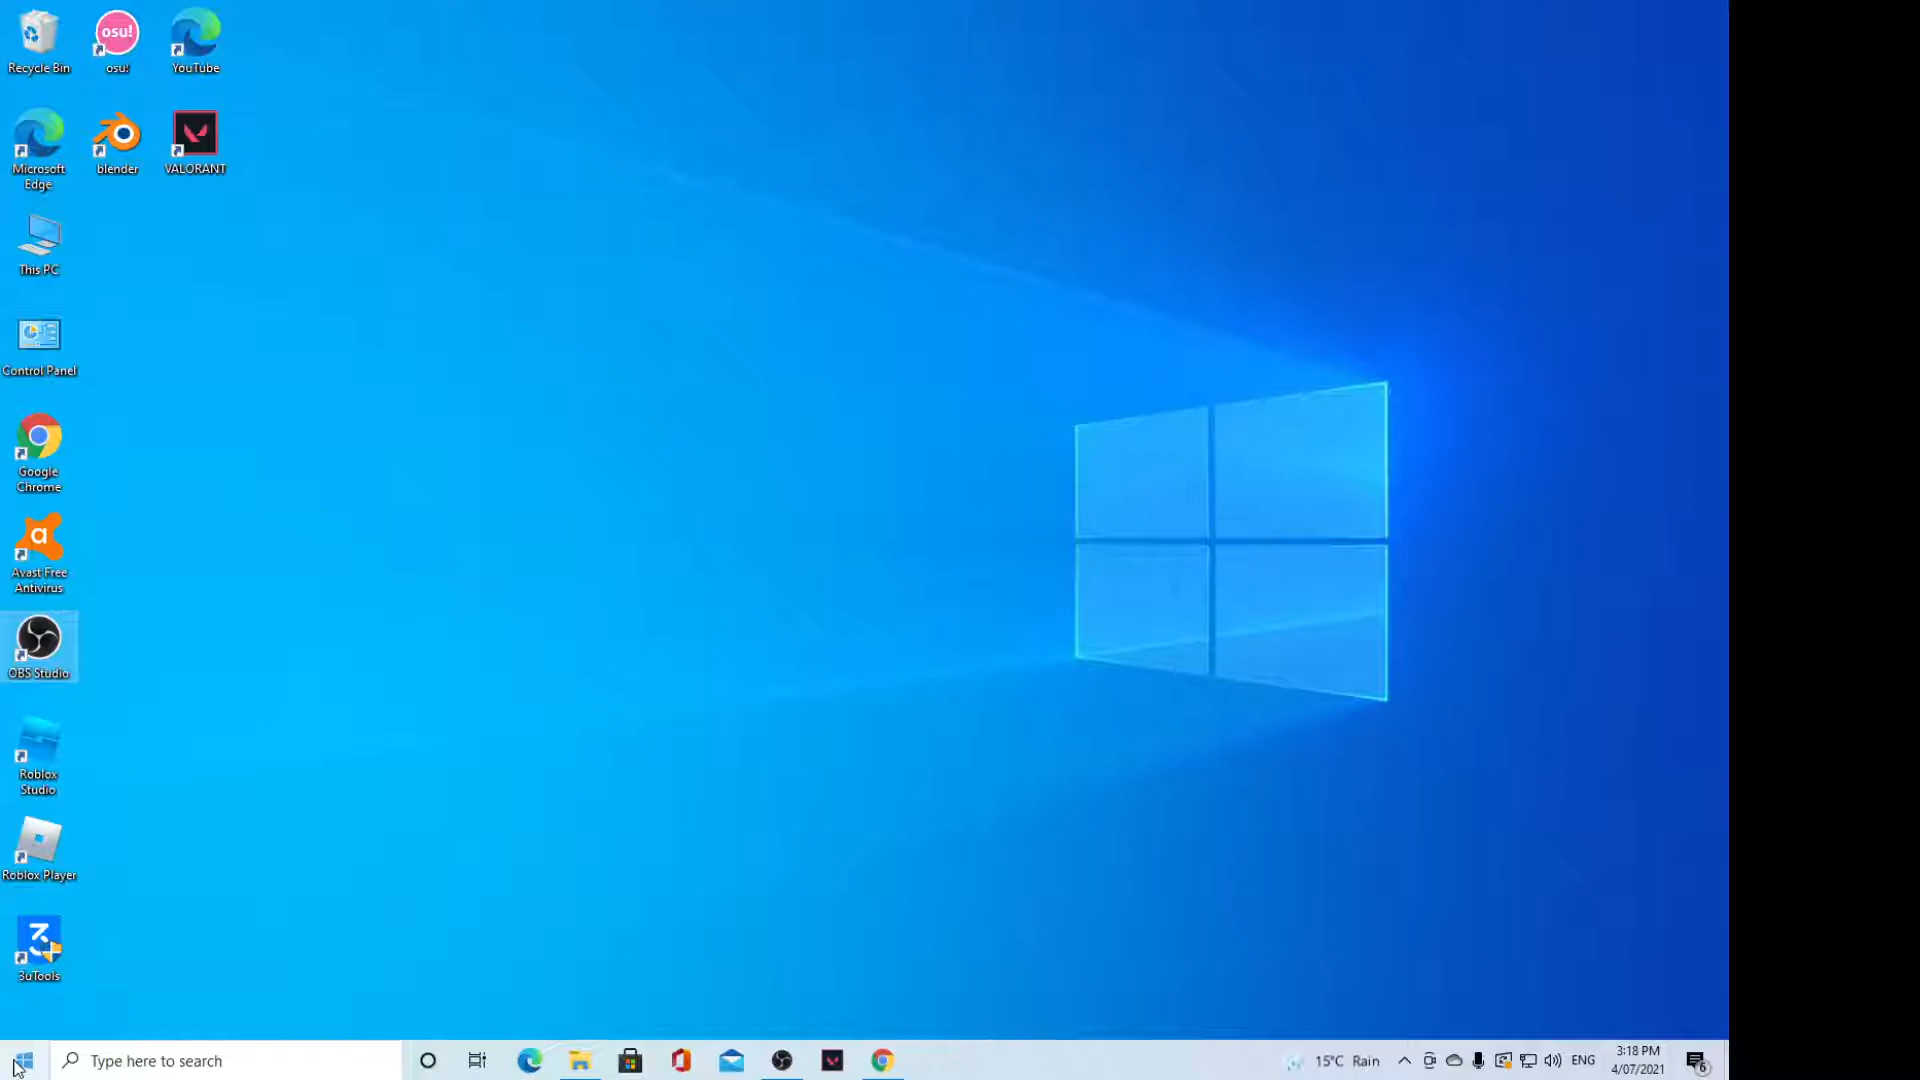 Recycle Bin
osu!
osu!
YouTube
Microsoft
Edge
blender
VALORANT
This PC
Control Panel
Google
Chrome
a
Avast Free
Antivirus
OBS Studio
Roblox
Studio
Roblox Player
3
3uTools
Type here to search
15°C Rain
ENG
3:18 PM
4/07/2021
6